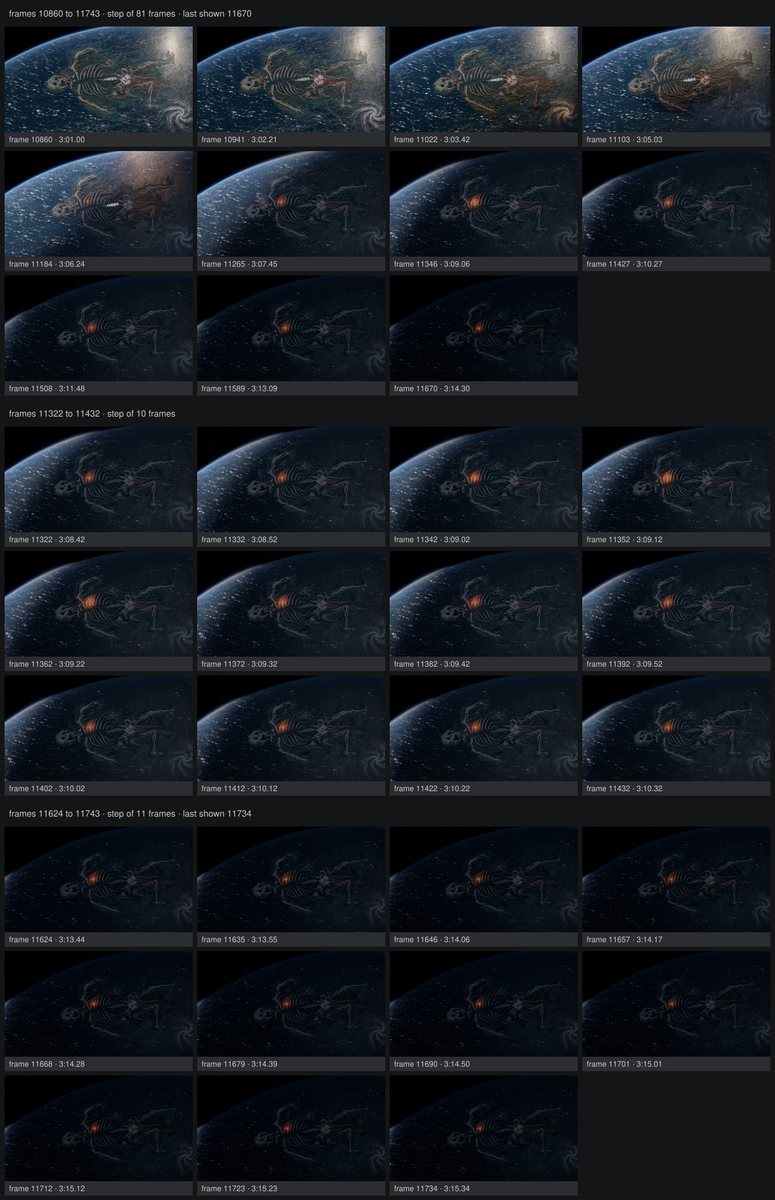 frames 10860 to 11743 · step of 81 frames · last shown 11670
frame 10860 · 3:01.00
frame 10941 · 3:02.21
frame 11022 · 3:03.42
frame 11103 · 3:05.03
frame 11184 · 3:06.24
frame 11265 · 3:07.45
frame 11346 · 3:09.06
frame 11427 · 3:10.27
frame 11508 · 3:11.48
frame 11589 · 3:13.09
frame 11670 · 3:14.30
frames 11322 to 11432 · step of 10 frames
frame 11322 · 3:08.42
frame 11332 · 3:08.52
frame 11342 · 3:09.02
frame 11352 · 3:09.12
frame 11362 · 3:09.22
frame 11372 · 3:09.32
frame 11382 · 3:09.42
frame 11392 · 3:09.52
frame 11402 · 3:10.02
frame 11412 · 3:10.12
frame 11422 · 3:10.22
frame 11432 · 3:10.32
frames 11624 to 11743 · step of 11 frames · last shown 11734
frame 11624 · 3:13.44
frame 11635 · 3:13.55
frame 11646 · 3:14.06
frame 11657 · 3:14.17
frame 11668 · 3:14.28
frame 11679 · 3:14.39
frame 11690 · 3:14.50
frame 11701 · 3:15.01
frame 11712 · 3:15.12
frame 11723 · 3:15.23
frame 11734 · 3:15.34